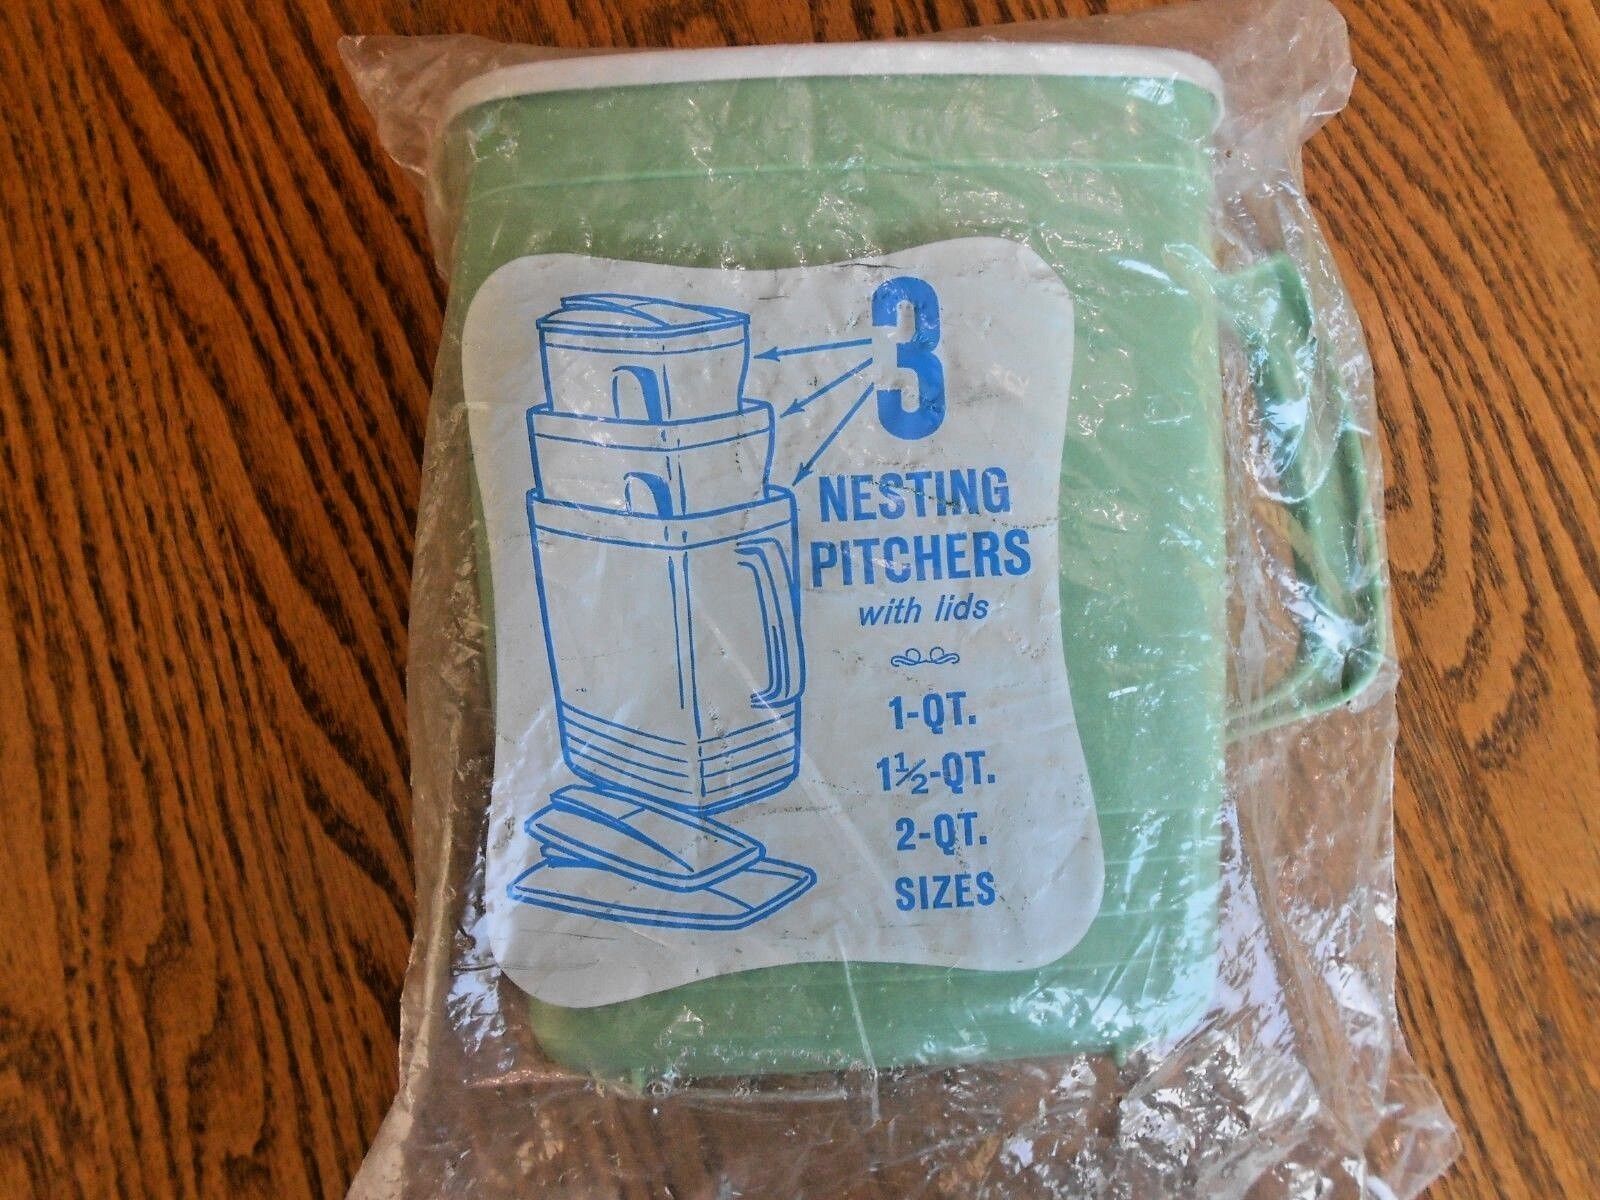 3
NESTING
PITCHERS
with lids
1-QT.
1½-QT.
2-QT.
SIZES